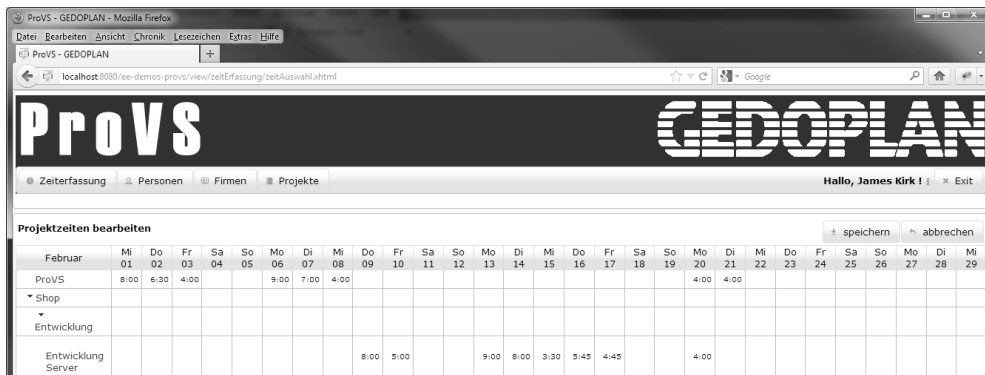 ProVS - GEDOPLAN - Mozilla Firefox
Datei Bearbeiten Ansicht Chronik Lesezeichen Extras Hilfe
ProVS - GEDOPLAN
localhost:8080/ee-demos-provs/view/zeitErfassung/zeitAuswahl.xhtml
Google
ProVS GEDOPLAN
Zeiterfassung Personen Firmen Projekte Hallo, James Kirk ! Exit
Projektzeiten bearbeiten speichern abbrechen
Februar Mi 01 Do 02 Fr 03 Sa 04 So 05 Mo 06 Di 07 Mi 08 Do 09 Fr 10 Sa 11 So 12 Mo 13 Di 14 Mi 15 Do 16 Fr 17 Sa 18 So 19 Mo 20 Di 21 Mi 22 Do 23 Fr 24 Sa 25 So 26 Mo 27 Di 28 Mi 29
ProVS 8:00 6:30 4:00 9:00 7:00 4:00 4:00 4:00
Shop
Entwicklung
Entwicklung Server 8:00 5:00 9:00 8:00 3:30 5:45 4:45 4:00